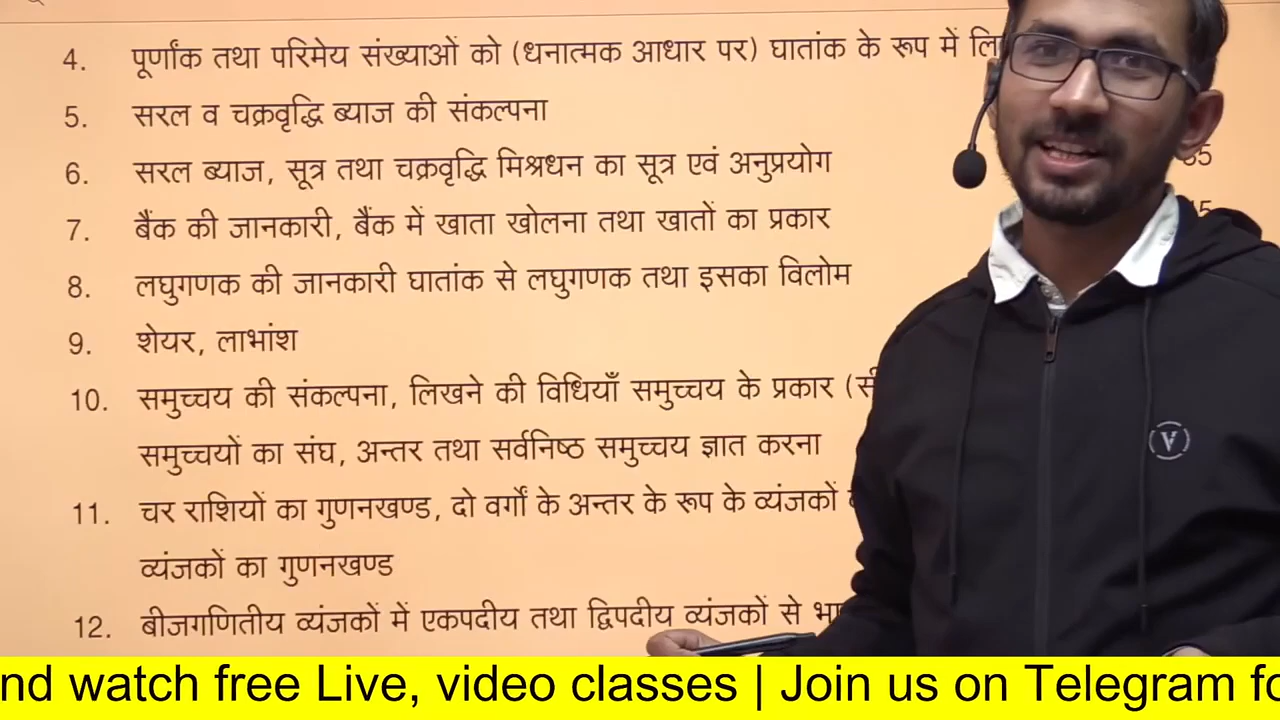 4. पूर्णांक तथा परिमेय संख्याओं को (धनात्मक आधार पर) घातांक के रूप में
5. सरल व चक्रवृद्धि ब्याज की संकल्पना
6. सरल ब्याज, सूत्र तथा चक्रवृद्धि मिश्रधन का सूत्र एवं अनुप्रयोग
7. बैंक की जानकारी, बैंक में खाता खोलना तथा खातों का प्रकार
8. लघुगणक की जानकारी घातांक से लघुगणक तथा इसका विलोम
9. शेयर, लाभांश
10. समुच्चय की संकल्पना, लिखने की विधियाँ समुच्चय के प्रकार
समुच्चयों का संघ, अन्तर तथा सर्वनिष्ठ समुच्चय ज्ञात करना
11. चर राशियों का गुणनखण्ड, दो वर्गों के अन्तर के रूप के व्यंजकों
व्यंजकों का गुणनखण्ड
12. बीजगणितीय व्यंजकों में एकपदीय तथा द्विपदीय व्यंजकों से
nd watch free Live, video classes | Join us on Telegram fo